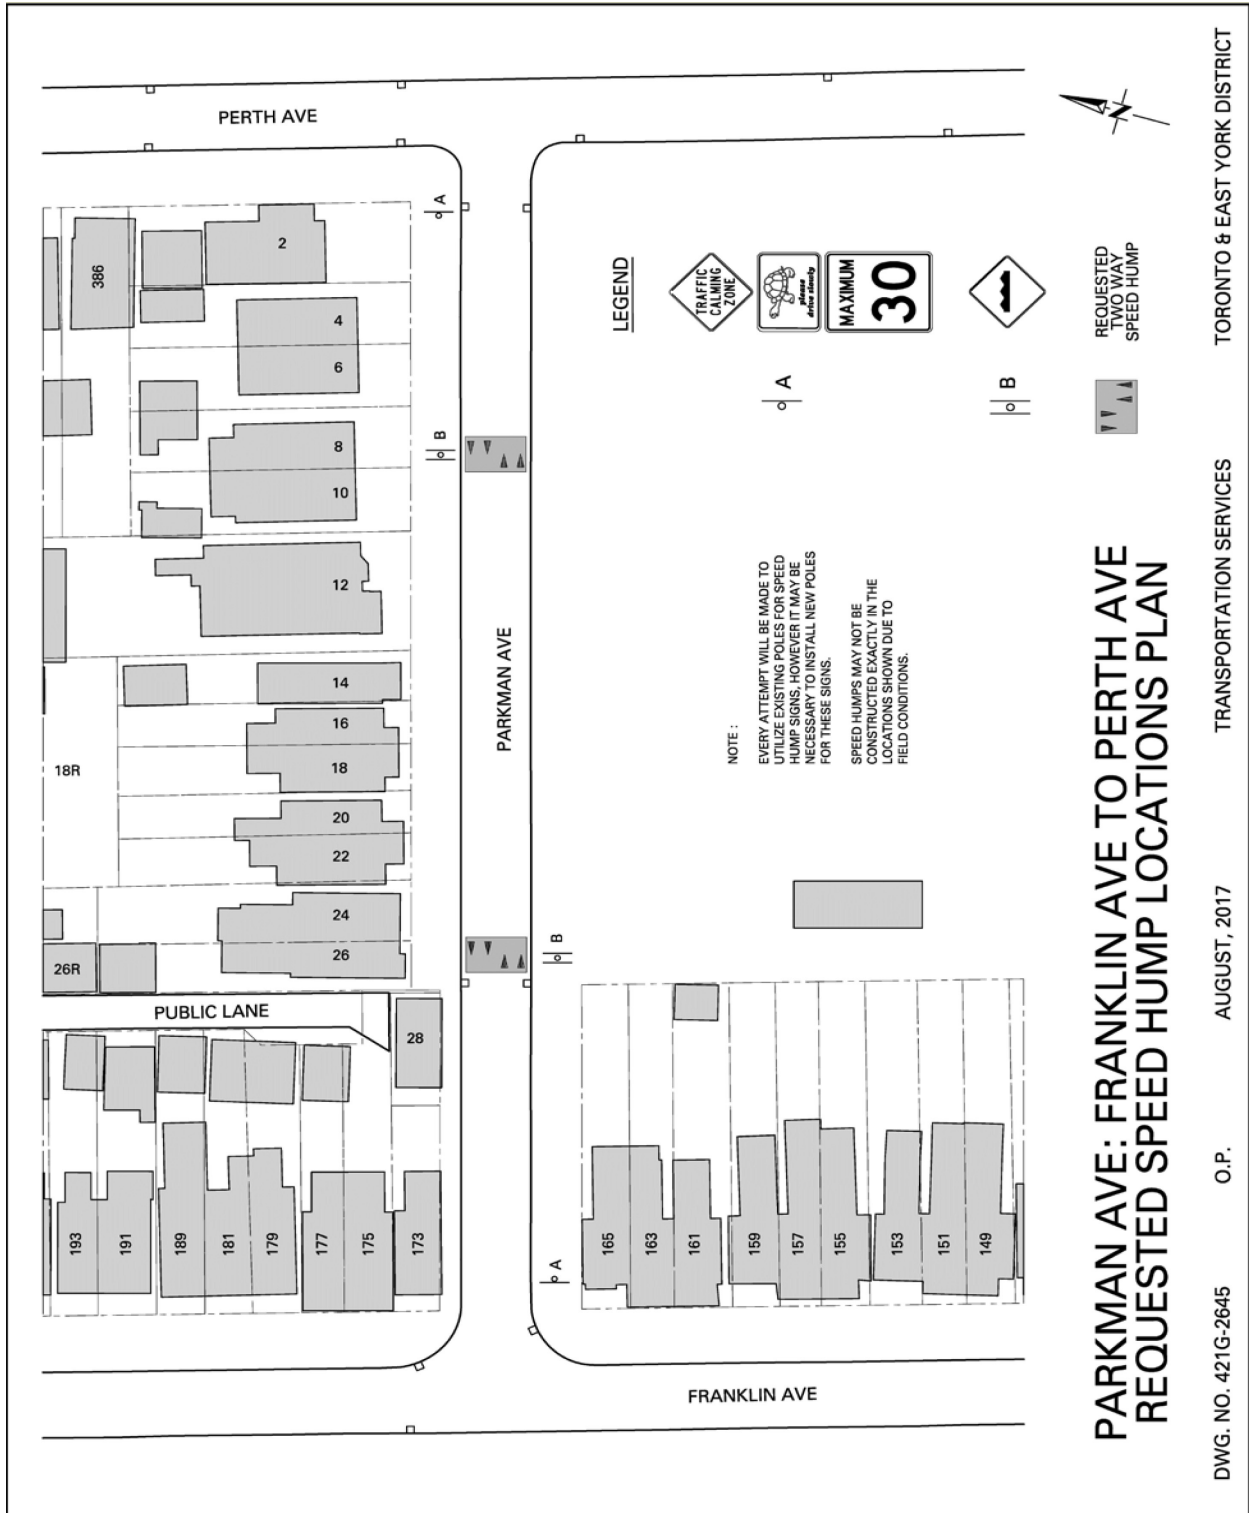 PERTH AVE
386
2
4
6
8
10
12
14
16
18
18R
20
22
24
26
26R
PUBLIC LANE
28
193
191
189
181
179
177
175
173
A
B
PARKMAN AVE
B
A
165
163
161
159
157
155
153
151
149
FRANKLIN AVE
N
LEGEND
TRAFFIC
CALMING
ZONE
please
drive slowly
MAXIMUM
30
A
B
REQUESTED
TWO WAY
SPEED HUMP
NOTE :
EVERY ATTEMPT WILL BE MADE TO
UTILIZE EXISTING POLES FOR SPEED
HUMP SIGNS, HOWEVER IT MAY BE
NECESSARY TO INSTALL NEW POLES
FOR THESE SIGNS.
SPEED HUMPS MAY NOT BE
CONSTRUCTED EXACTLY IN THE
LOCATIONS SHOWN DUE TO
FIELD CONDITIONS.
PARKMAN AVE: FRANKLIN AVE TO PERTH AVE
REQUESTED SPEED HUMP LOCATIONS PLAN
DWG. NO. 421G-2645 O.P. AUGUST, 2017 TRANSPORTATION SERVICES TORONTO & EAST YORK DISTRICT